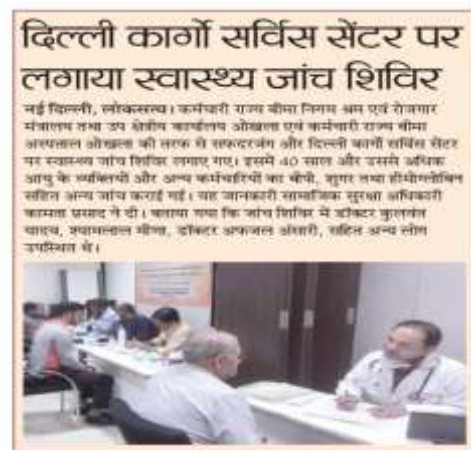 दिल्ली कार्गो सर्विस सेंटर पर
लगाया स्वास्थ्य जांच शिविर
नई दिल्ली, लोकसत्य। कर्मचारी राज्य बीमा निगम श्रम एवं रोजगार
मंत्रालय तथा उप क्षेत्रीय कार्यालय ओखला एवं कर्मचारी राज्य बीमा
अस्पताल ओखला की तरफ से सफदरजंग और दिल्ली कार्गो सर्विस सेंटर
पर स्वास्थ्य जांच शिविर लगाए गए। इसमें 40 साल और उससे अधिक
आयु के व्यक्तियों और अन्य कर्मचारियों का बीपी, शुगर तथा हीमोग्लोबिन
सहित अन्य जांच कराई गई। यह जानकारी सामाजिक सुरक्षा अधिकारी
कामता प्रसाद ने दी। बताया गया कि जांच शिविर में डॉक्टर कुलवंत
यादव, श्यामलाल मीणा, डॉक्टर अफजल अंसारी, सहित अन्य लोग
उपस्थित थे।